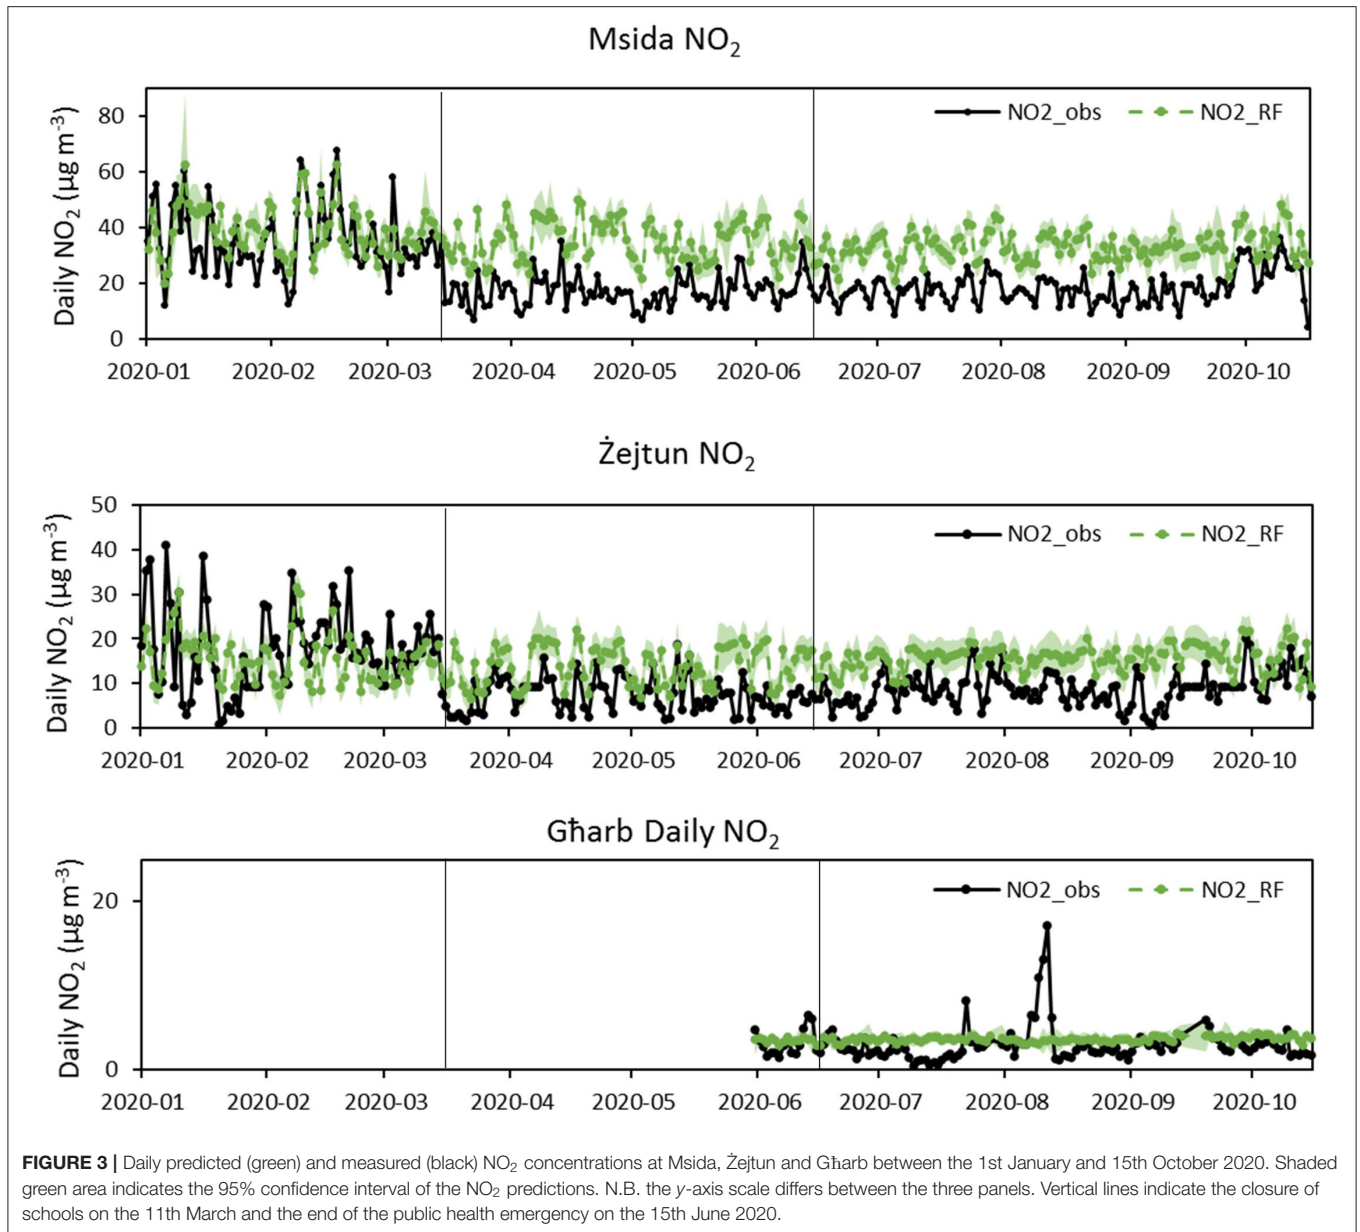 Msida NO₂
NO2_obs NO2_RF
Daily NO₂ (µg m⁻³)
80
60
40
20
0
2020-01 2020-02 2020-03 2020-04 2020-05 2020-06 2020-07 2020-08 2020-09 2020-10
Żejtun NO₂
NO2_obs NO2_RF
Daily NO₂ (µg m⁻³)
50
40
30
20
10
0
2020-01 2020-02 2020-03 2020-04 2020-05 2020-06 2020-07 2020-08 2020-09 2020-10
Għarb Daily NO₂
NO2_obs NO2_RF
Daily NO₂ (µg m⁻³)
20
0
2020-01 2020-02 2020-03 2020-04 2020-05 2020-06 2020-07 2020-08 2020-09 2020-10
FIGURE 3 | Daily predicted (green) and measured (black) NO₂ concentrations at Msida, Żejtun and Għarb between the 1st January and 15th October 2020. Shaded
green area indicates the 95% confidence interval of the NO₂ predictions. N.B. the y-axis scale differs between the three panels. Vertical lines indicate the closure of
schools on the 11th March and the end of the public health emergency on the 15th June 2020.